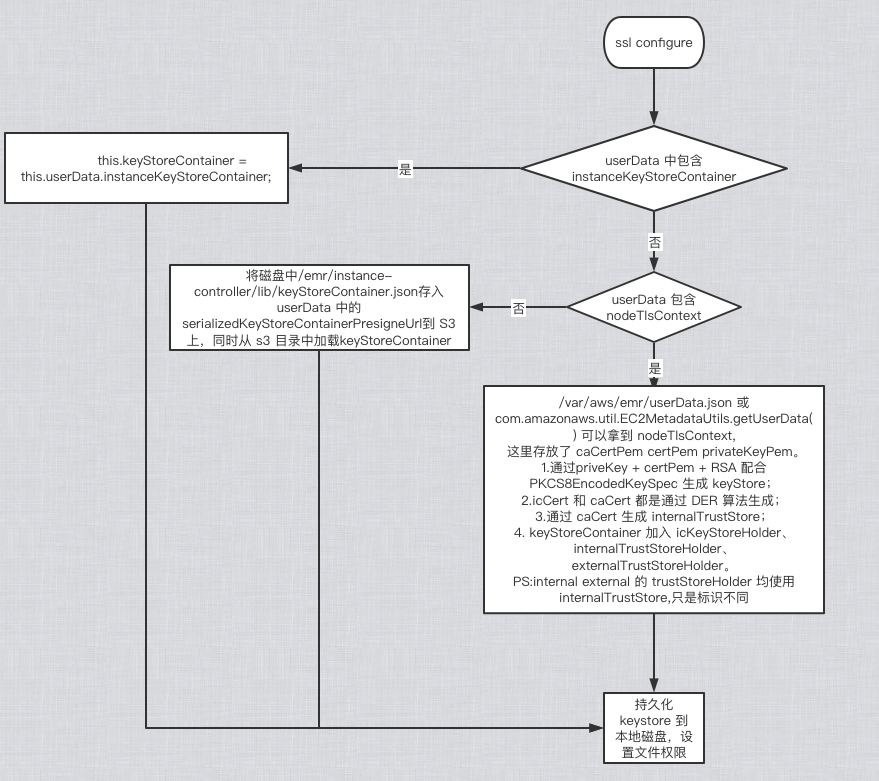 ssl configure
userData 中包含
instanceKeyStoreContainer
是
this.keyStoreContainer =
this.userData.instanceKeyStoreContainer;
否
userData 包含
nodeTlsContext
否
将磁盘中/emr/instance-
controller/lib/keyStoreContainer.json存入
userData 中的
serializedKeyStoreContainerPresigneUrl到 S3
上，同时从 s3 目录中加载keyStoreContainer
是
/var/aws/emr/userData.json 或
com.amazonaws.util.EC2MetadataUtils.getUserData(
) 可以拿到 nodeTlsContext,
这里存放了 caCertPem certPem privateKeyPem。
1.通过priveKey + certPem + RSA 配合
PKCS8EncodedKeySpec 生成 keyStore；
2.icCert 和 caCert 都是通过 DER 算法生成；
3.通过 caCert 生成 internalTrustStore；
4. keyStoreContainer 加入 icKeyStoreHolder、
internalTrustStoreHolder、
externalTrustStoreHolder。
PS:internal external 的 trustStoreHolder 均使用
internalTrustStore,只是标识不同
持久化
keystore 到
本地磁盘，设
置文件权限